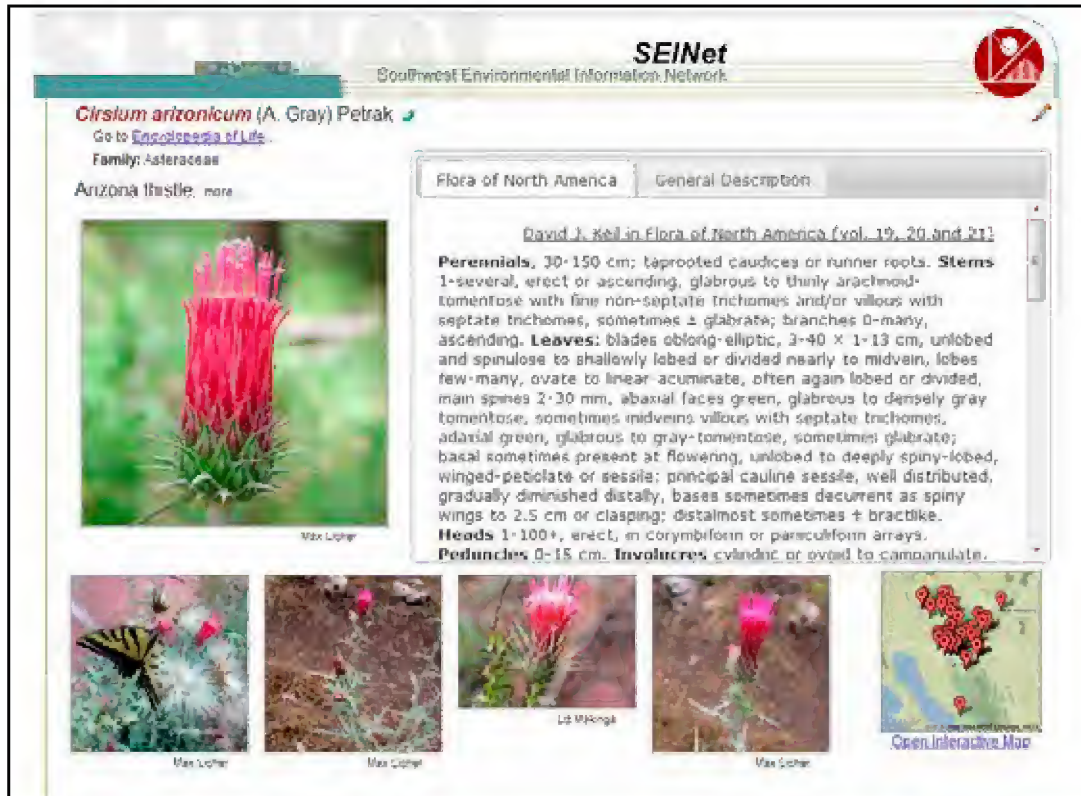 SEINet
Southwest Environmental Information Network
Cirsium arizonicum (A. Gray) Petrak
Go to Encyclopedia of Life
Family: Asteraceae
Arizona thistle, more
Flora of North America
General Description
David J. Keil in Flora of North America (vol. 19, 20 and 21)
Perennials, 30-150 cm; taprooted caudices or runner roots. Stems
1-several, erect or ascending, glabrous to thinly arachnoid-
tomentose with fine non-septate trichomes and/or villous with
septate trichomes, sometimes ± glabrate; branches 0-many,
ascending. Leaves: blades oblong-elliptic, 3-40 × 1-13 cm, unlobed
and spinulose to shallowly lobed or divided nearly to midvein, lobes
few-many, ovate to linear-acuminate, often again lobed or divided,
main spines 2-30 mm, abaxial faces green, glabrous to densely gray
tomentose, sometimes midveins villous with septate trichomes,
adaxial green, glabrous to gray-tomentose, sometimes glabrate;
basal sometimes present at flowering, unlobed to deeply spiny-lobed,
winged-petiolate or sessile; principal cauline sessile, well distributed,
gradually diminished distally, bases sometimes decurrent as spiny
wings to 2.5 cm or clasping; distalmost sometimes ± bractlike.
Heads 1-100+, erect, in corymbiform or paniculiform arrays.
Peduncles 0-15 cm. Involucres cylindric or ovoid to campanulate,
Max Licher
Max Licher
Max Licher
Max Licher
Open Interactive Map